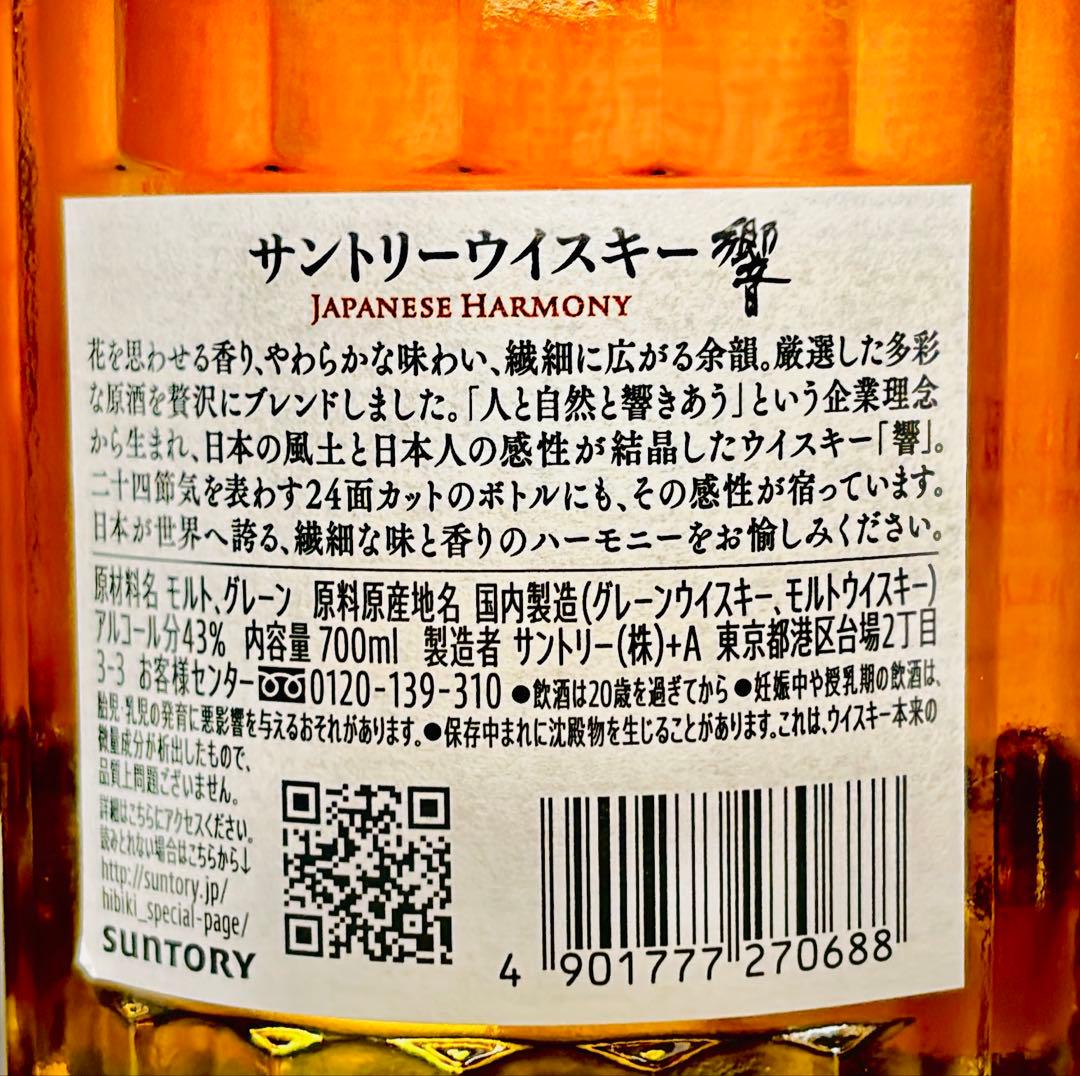 サントリーウイスキー響
JAPANESE HARMONY
花を思わせる香り、やわらかな味わい、繊細に広がる余韻。厳選した多彩
な原酒を贅沢にブレンドしました。「人と自然と響きあう」という企業理念
から生まれ、日本の風土と日本人の感性が結晶したウイスキー「響」。
二十四節気を表わす24面カットのボトルにも、その感性が宿っています。
日本が世界へ誇る、繊細な味と香りのハーモニーをお愉しみください。
原材料名 モルト、グレーン 原料原産地名 国内製造(グレーンウイスキー、モルトウイスキー)
アルコール分43% 内容量 700ml 製造者 サントリー(株)+A 東京都港区台場2丁目
3-3 お客様センター 0120-139-310 ●飲酒は20歳を過ぎてから ●妊娠中や授乳期の飲酒は、
胎児・乳児の発育に悪影響を与えるおそれがあります。●保存中まれに沈殿物を生じることがあります。これは、ウイスキー本来の
微量成分が析出したもので、
品質上問題ございません。
詳細はこちらにアクセスください。
読みとれない場合はこちらから↓
http://suntory.jp/
hibiki_special-page/
SUNTORY
4 901777 270688